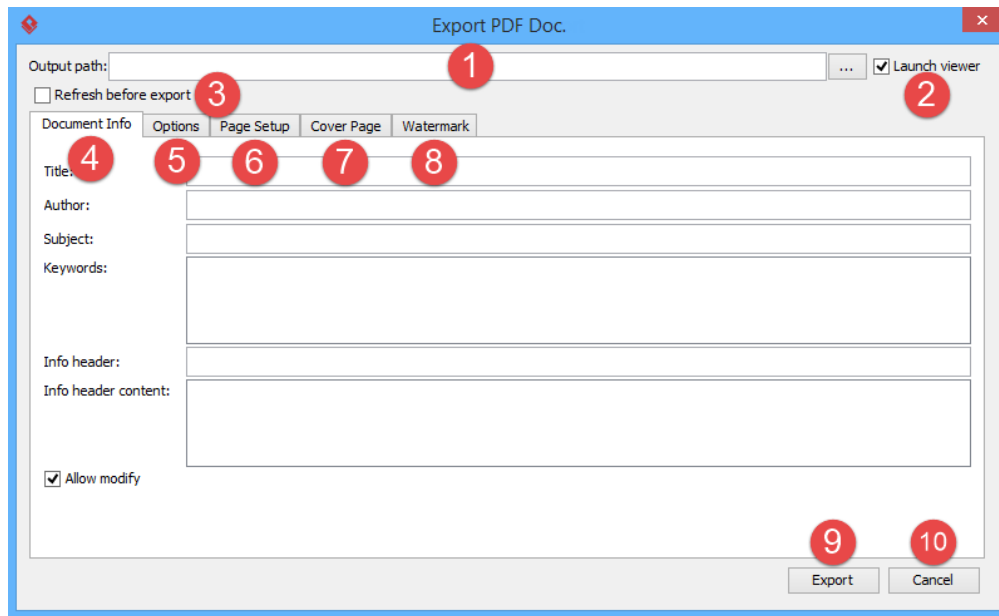 Export PDF Doc.
Output path: 1 ... Launch viewer
Refresh before export 3 2
Document Info Options Page Setup Cover Page Watermark
4 5 6 7 8
Title:
Author:
Subject:
Keywords:
Info header:
Info header content:
Allow modify
9 10
Export Cancel